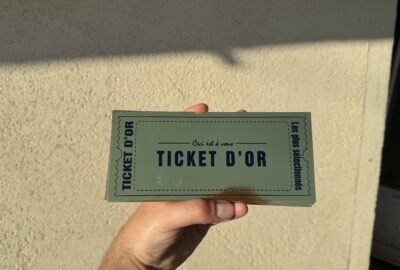 TICKET D'OR
Ceci est à vous
TICKET D'OR
Les plus sélectionnés